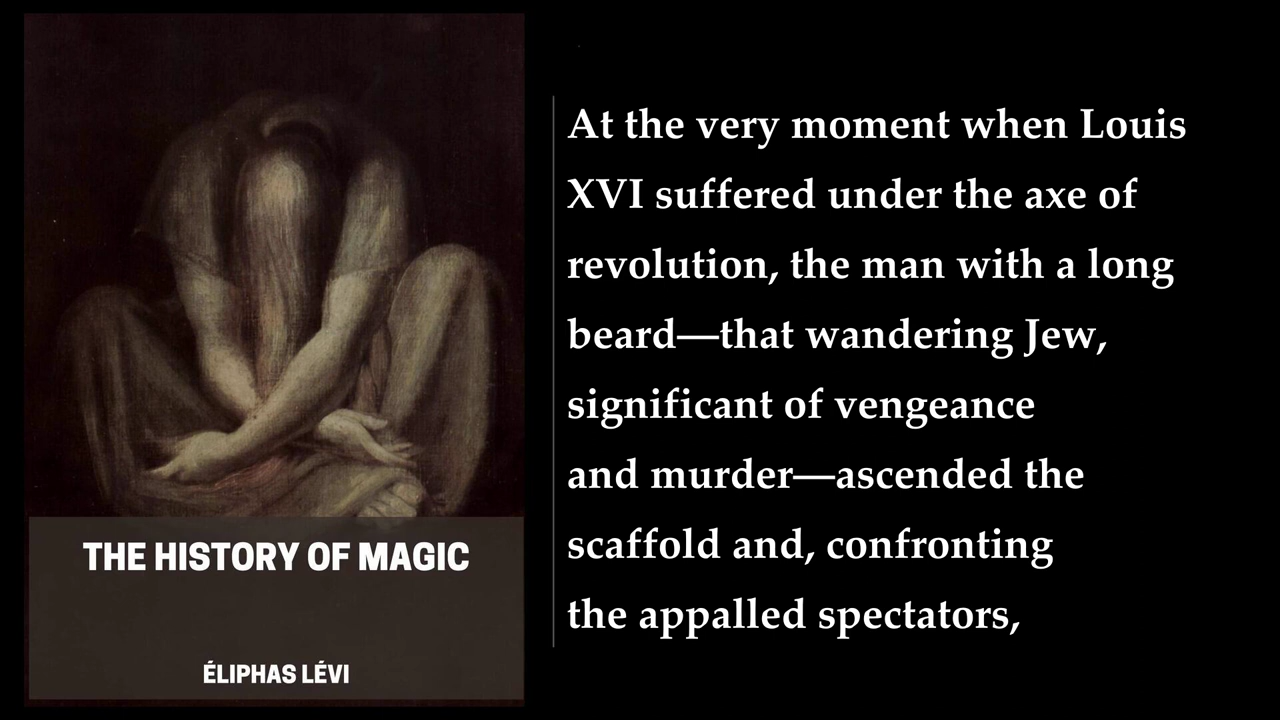 THE HISTORY OF MAGIC
ÉLIPHAS LÉVI
At the very moment when Louis
XVI suffered under the axe of
revolution, the man with a long
beard—that wandering Jew,
significant of vengeance
and murder—ascended the
scaffold and, confronting
the appalled spectators,